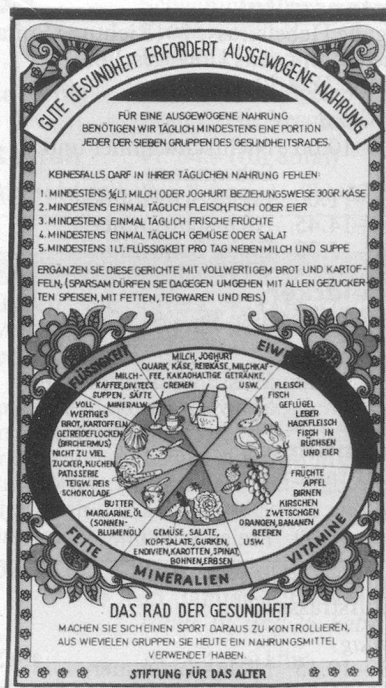 GUTE GESUNDHEIT ERFORDERT AUSGEWOGENE NAHRUNG
FÜR EINE AUSGEWOGENE NAHRUNG
BENÖTIGEN WIR TÄGLICH MINDESTENS EINE PORTION
JEDER DER SIEBEN GRUPPEN DES GESUNDHEITSRADES.
KEINESFALLS DARF IN IHRER TÄGLICHEN NAHRUNG FEHLEN:
1. MINDESTENS ½ LT. MILCH ODER JOGHURT BEZIEHUNGSWEISE 30GR. KÄSE
2. MINDESTENS EINMAL TÄGLICH FLEISCH, FISCH ODER EIER
3. MINDESTENS EINMAL TÄGLICH FRISCHE FRÜCHTE
4. MINDESTENS EINMAL TÄGLICH GEMÜSE ODER SALAT
5. MINDESTENS 1 LT. FLÜSSIGKEIT PRO TAG NEBEN MILCH UND SUPPE
ERGÄNZEN SIE DIESE GERICHTE MIT VOLLWERTIGEM BROT UND KARTOF-
FELN, (SPARSAM DÜRFEN SIE DAGEGEN UMGEHEN MIT ALLEN GEZUCKER-
TEN SPEISEN, MIT FETTEN, TEIGWAREN UND REIS.)
FLÜSSIGKEIT
EIW
MILCH, JOGHURT
QUARK, KÄSE, REIBKÄSE, MILCHKAF-
FEE, KAKAOHALTIGE GETRÄNKE,
CREMEN USW.
MILCH-
KAFFEE, DIV. TEES
SUPPEN, SÄFTE
MINERALW.
FLEISCH
FISCH
GEFLÜGEL
LEBER
HACKFLEISCH
FISCH IN
BÜCHSEN
UND EIER
VOLL-
WERTIGES
BROT, KARTOFFELN
GETREIDEFLOCKEN
(BIRCHERMUS)
NICHT ZU VIEL
ZUCKER, KUCHEN
PATISSERIE
TEIGW. REIS
SCHOKOLADE
FRÜCHTE
APFEL
BIRNEN
KIRSCHEN
ZWETSCHGEN
ORANGEN, BANANEN
BEEREN
USW.
BUTTER
MARGARINE, ÖL
(SONNEN-
BLUMENÖL)
GEMÜSE, SALATE,
KOPFSALATE, GURKEN,
ENDIVIEN, KAROTTEN, SPINAT,
BOHNEN, ERBSEN
FETTE
MINERALIEN
VITAMINE
DAS RAD DER GESUNDHEIT
MACHEN SIE SICH EINEN SPORT DARAUS ZU KONTROLLIEREN,
AUS WIEVIELEN GRUPPEN SIE HEUTE EIN NAHRUNGSMITTEL
VERWENDET HABEN.
STIFTUNG FÜR DAS ALTER